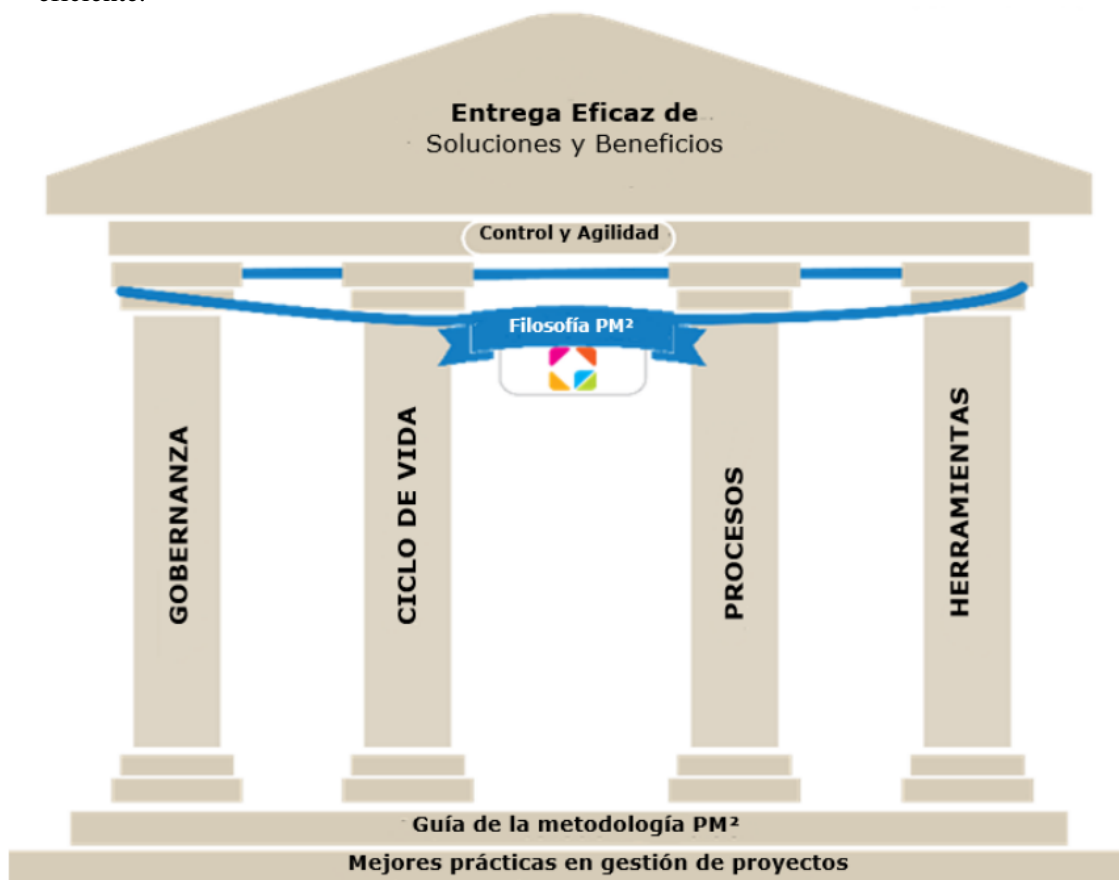 Entrega Eficaz de
Soluciones y Beneficios
Control y Agilidad
Filosofía PM²
GOBERNANZA
CICLO DE VIDA
PROCESOS
HERRAMIENTAS
Guía de la metodología PM²
Mejores prácticas en gestión de proyectos